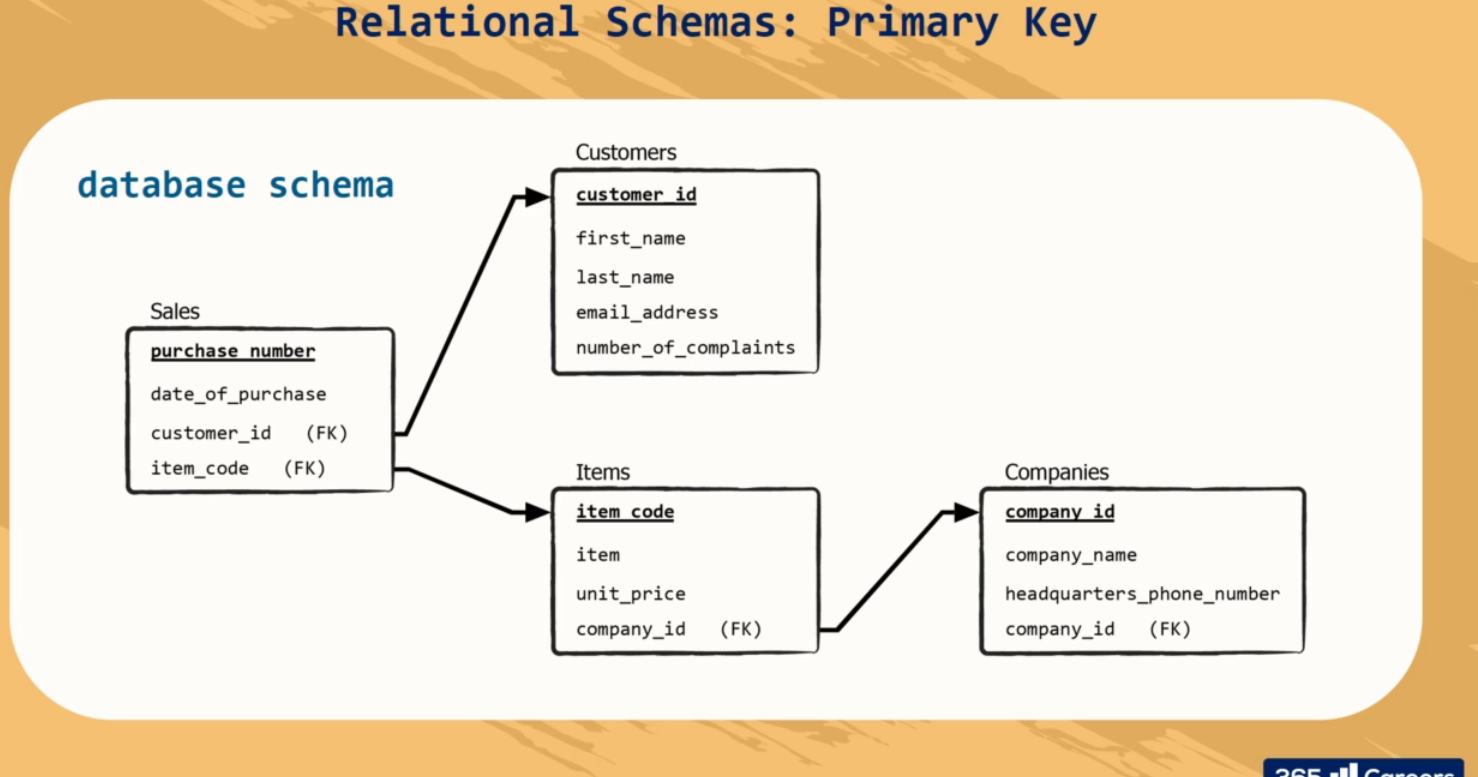 Relational Schemas: Primary Key
database schema
Customers
customer_id
first_name
last_name
email_address
number_of_complaints
Sales
purchase_number
date_of_purchase
customer_id (FK)
item_code (FK)
Items
item_code
item
unit_price
company_id (FK)
Companies
company_id
company_name
headquarters_phone_number
company_id (FK)
365 Careers